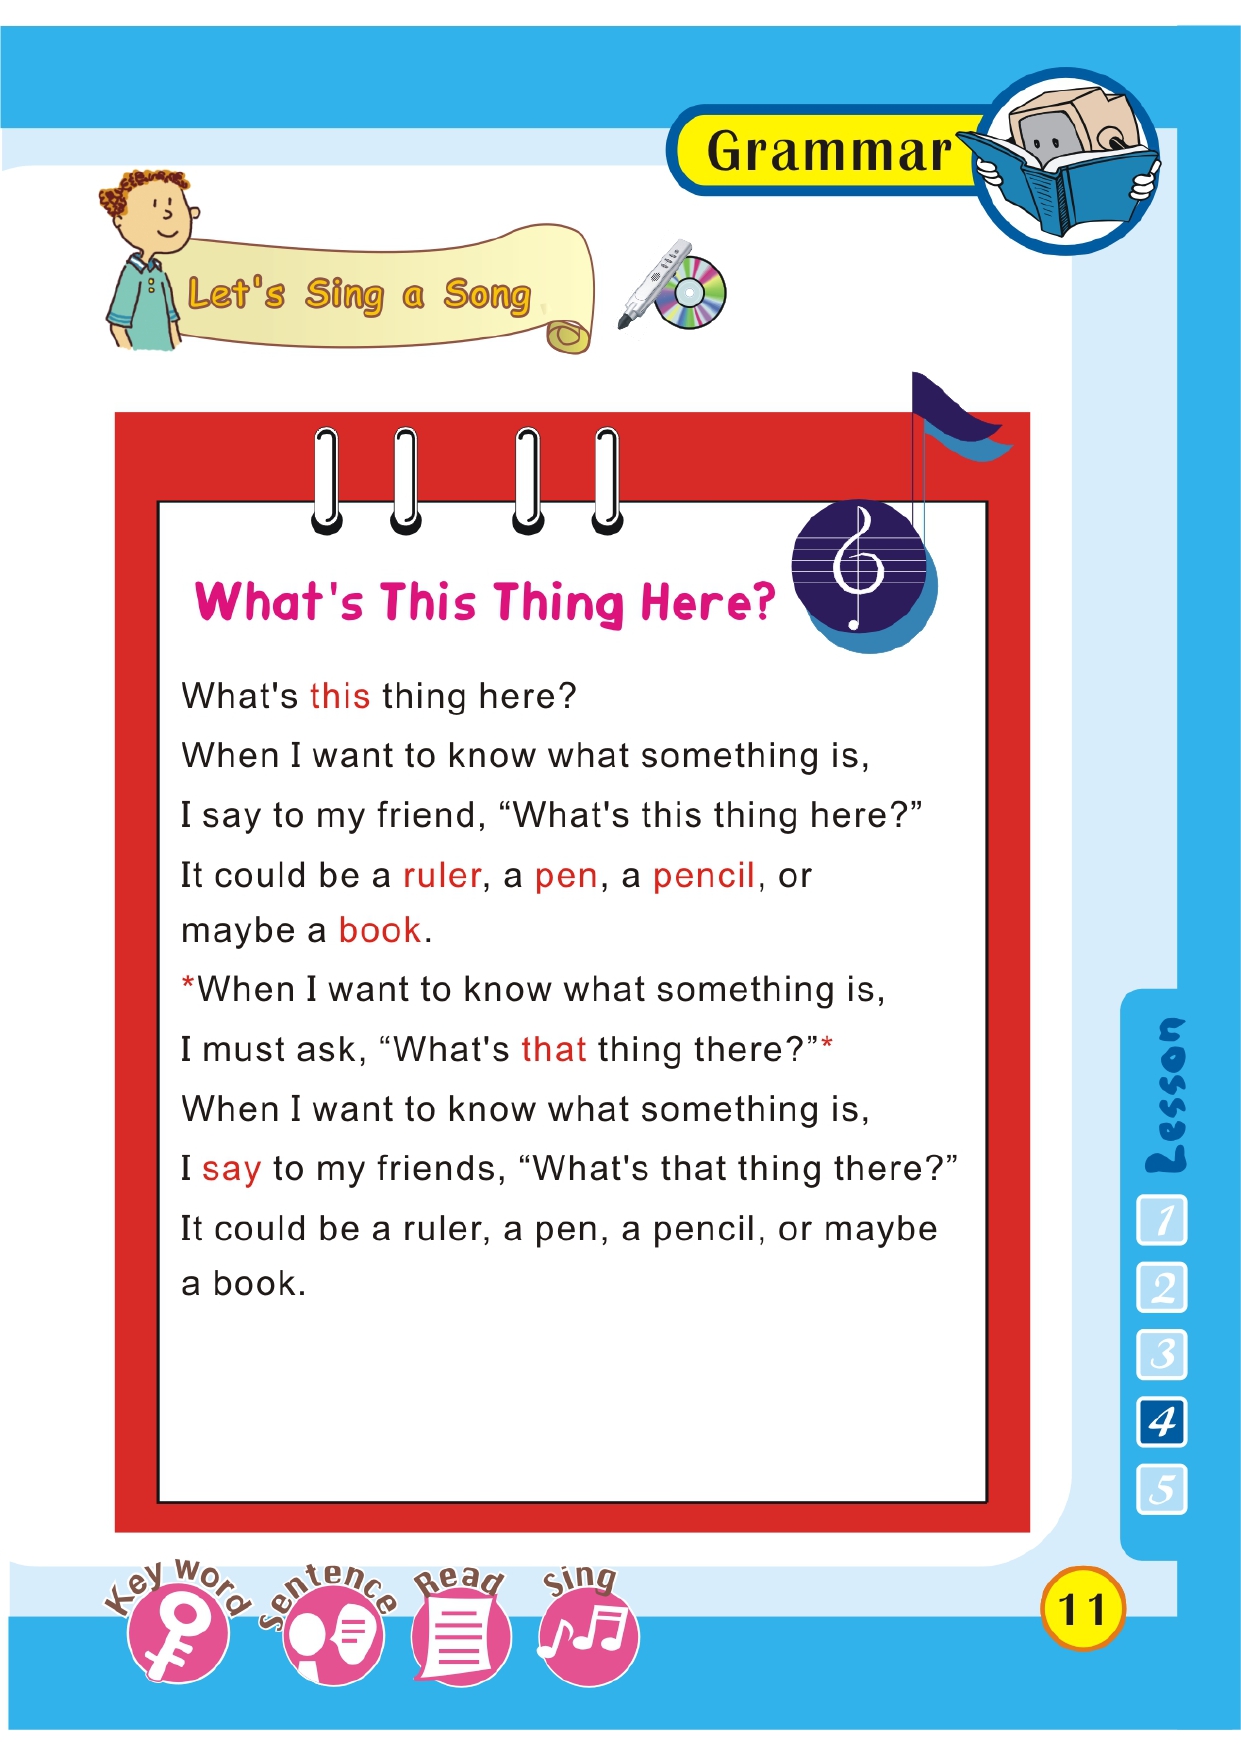 Grammar
Let's Sing a Song
What's This Thing Here?
What's this thing here?
When I want to know what something is,
I say to my friend, “What's this thing here?”
It could be a ruler, a pen, a pencil, or
maybe a book.
*When I want to know what something is,
I must ask, “What's that thing there?”*
When I want to know what something is,
I say to my friends, “What's that thing there?”
It could be a ruler, a pen, a pencil, or maybe
a book.
Lesson
1
2
3
4
5
Key Word
Sentence
Read
Sing
11